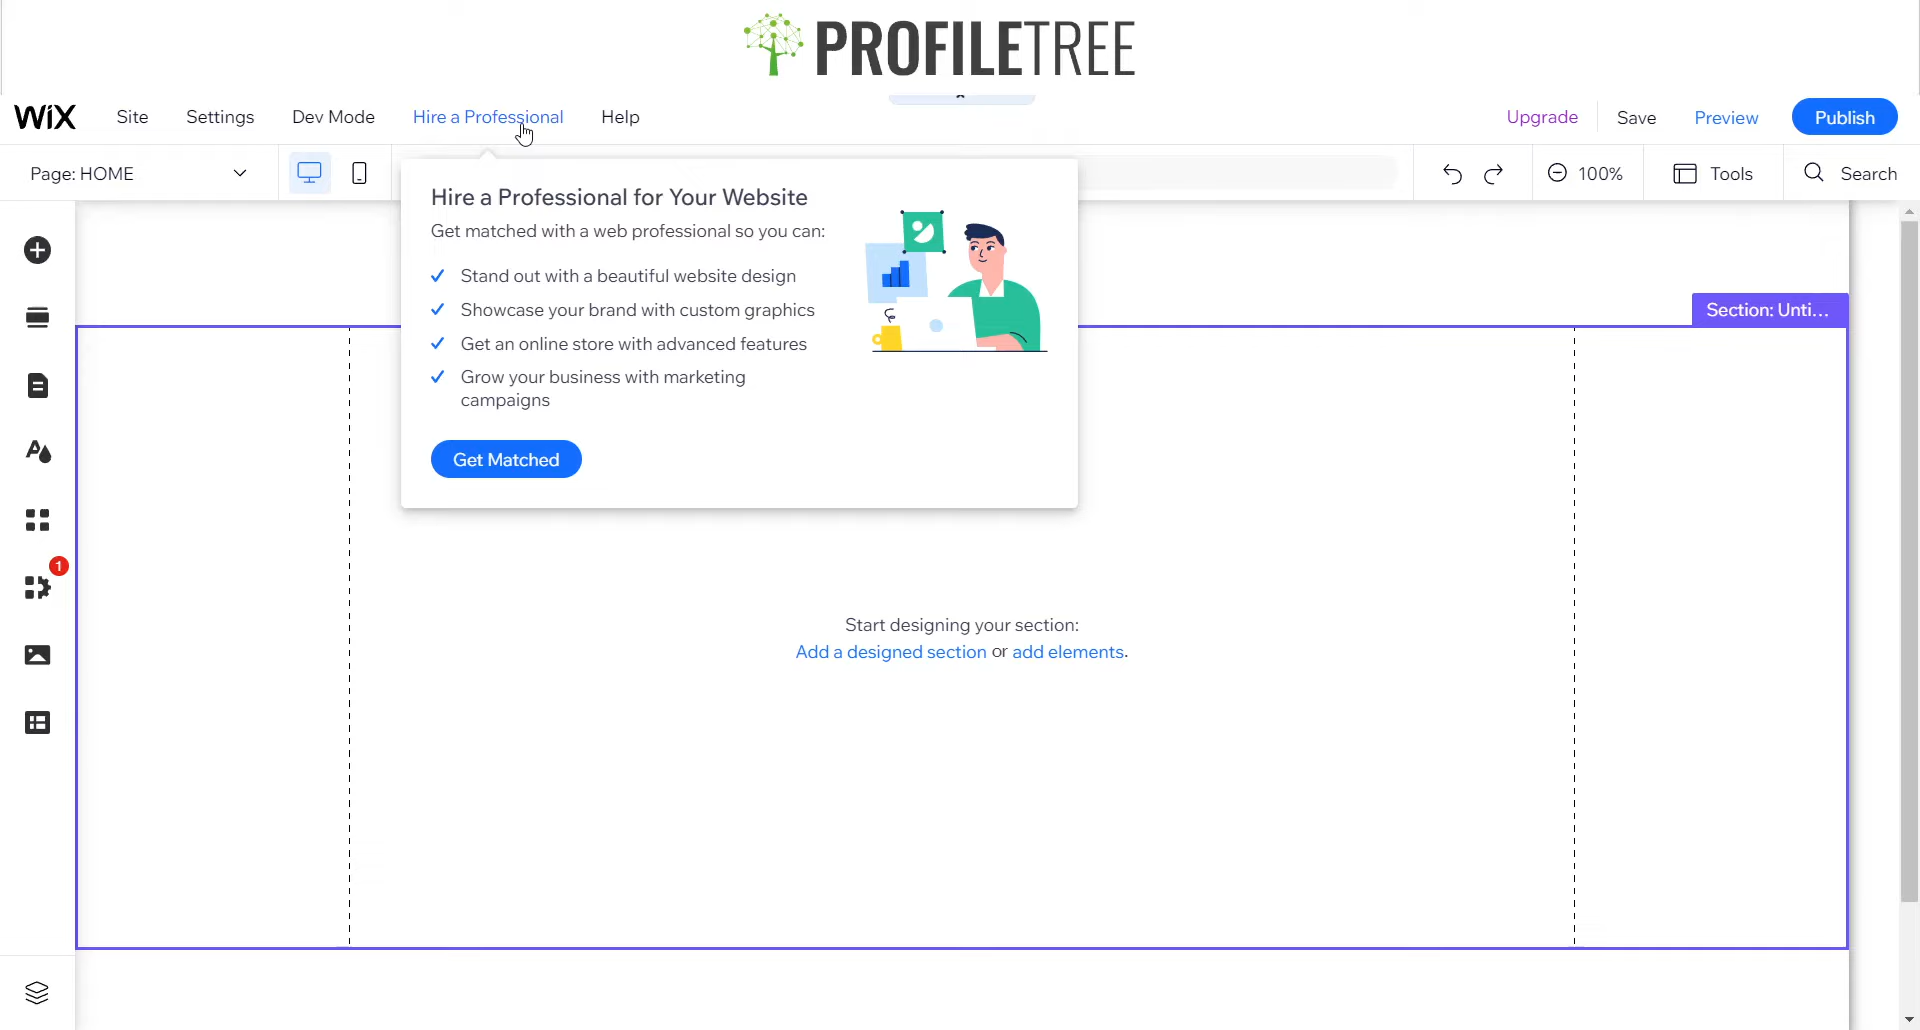 PROFILETREE
WiX Site Settings Dev Mode Hire a Professional Help Upgrade Save Preview Publish
Page: HOME 100% Tools Search
Hire a Professional for Your Website
Get matched with a web professional so you can:
Stand out with a beautiful website design
Showcase your brand with custom graphics
Get an online store with advanced features
Grow your business with marketing
campaigns
Get Matched
Section: Unti...
1
Start designing your section:
Add a designed section or add elements.